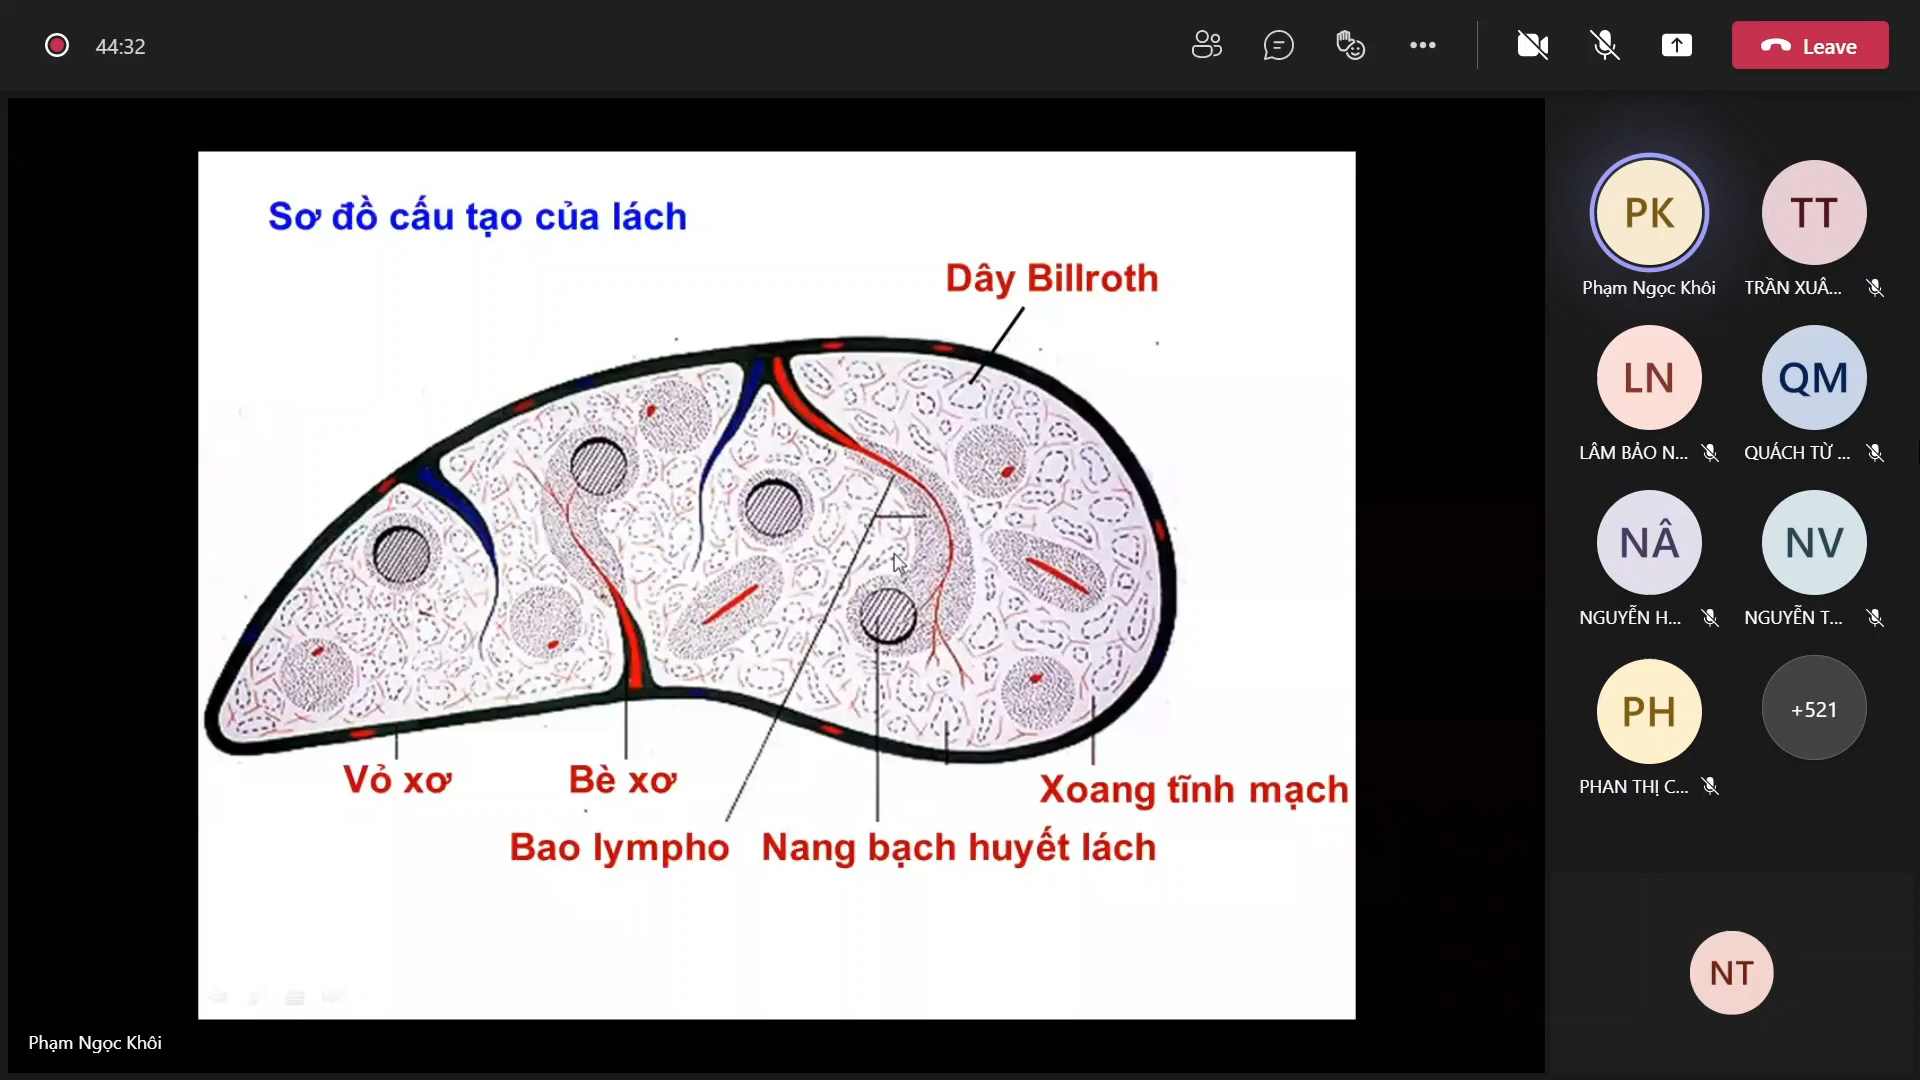 44:32
Leave
Sơ đồ cấu tạo của lách
Dây Billroth
Vỏ xơ
Bè xơ
Xoang tĩnh mạch
Bao lympho
Nang bạch huyết lách
Phạm Ngọc Khôi
PK
TT
Phạm Ngọc Khôi
TRẦN XUÂ...
LN
QM
LÂM BẢO N...
QUÁCH TỪ ...
NÂ
NV
NGUYỄN H...
NGUYỄN T...
PH
+521
PHAN THỊ C...
NT